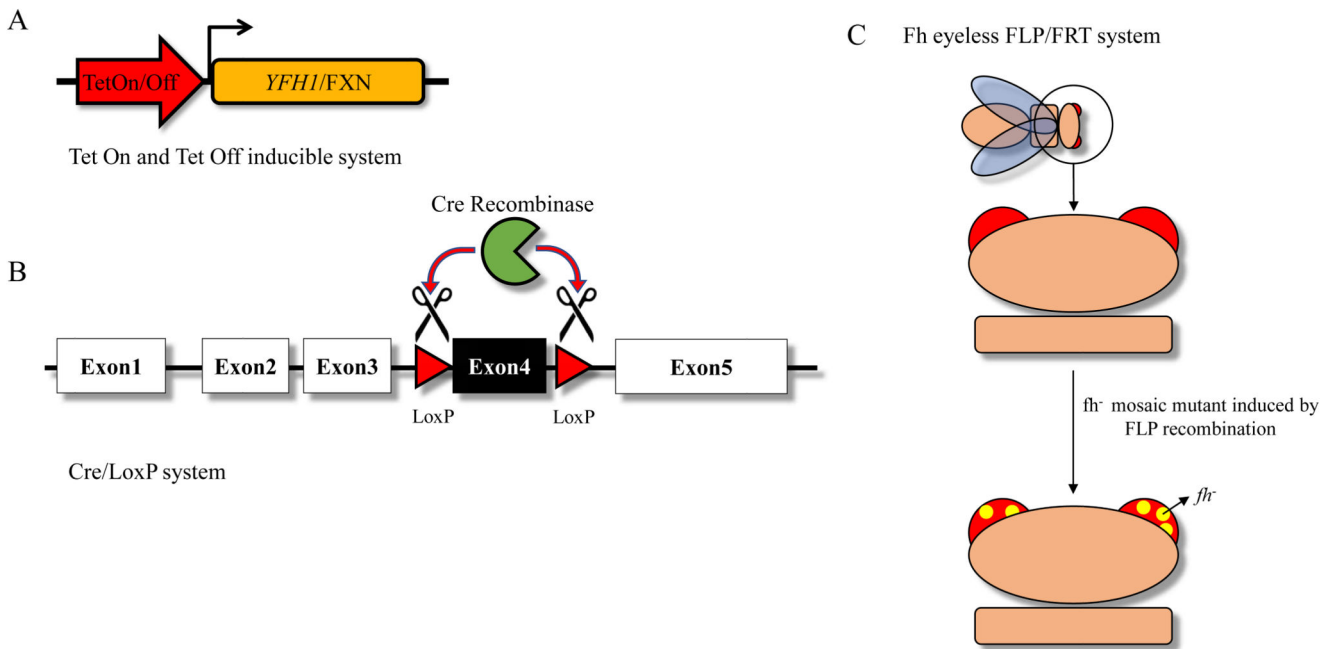 A
TetOn/Off
YFH1/FXN
Tet On and Tet Off inducible system
B
Cre Recombinase
Exon1
Exon2
Exon3
Exon4
Exon5
LoxP
LoxP
Cre/LoxP system
C
Fh eyeless FLP/FRT system
fh- mosaic mutant induced by
FLP recombination
fh-